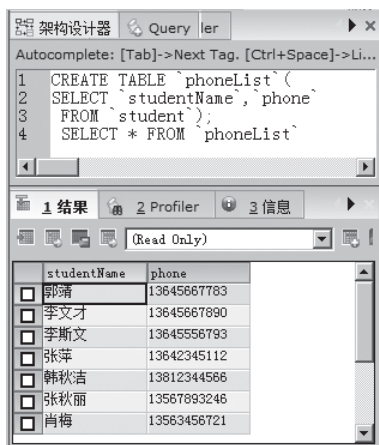 架构设计器 Query ler
Autocomplete: [Tab]->Next Tag. [Ctrl+Space]->Li...
1 CREATE TABLE `phoneList`(
2 SELECT `studentName`,`phone`
3 FROM `student`);
4 SELECT * FROM `phoneList`
1 结果 2 Profiler 3 信息
(Read Only)
studentName phone
郭靖 13645667783
李文才 13645667890
李斯文 13645556793
张萍 13642345112
韩秋洁 13812344566
张秋丽 13567893246
肖梅 13563456721